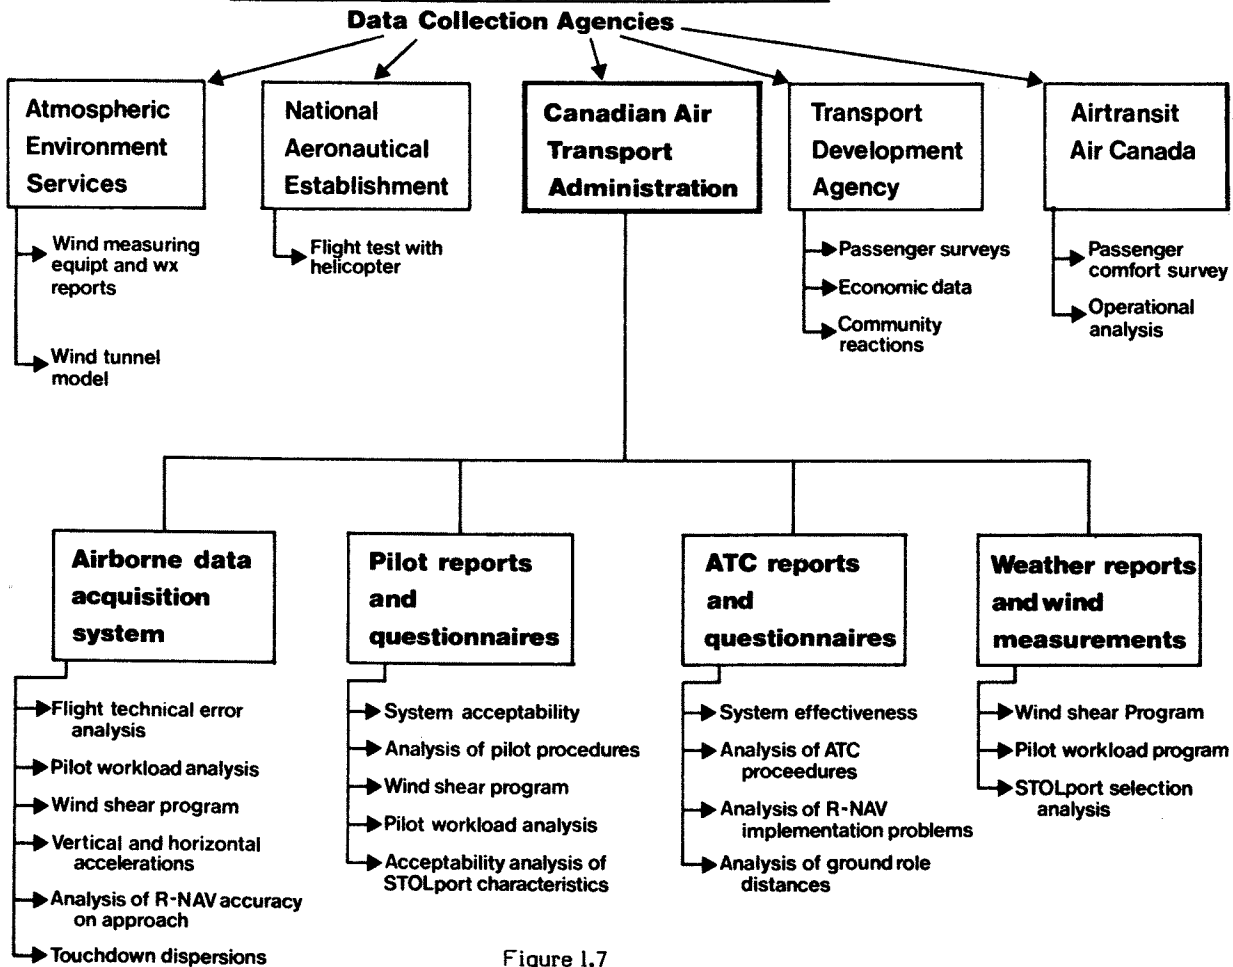 Data Collection Agencies
Atmospheric
Environment
Services
Wind measuring
equipt and wx
reports
Wind tunnel
model
National
Aeronautical
Establishment
Flight test with
helicopter
Canadian Air
Transport
Administration
Transport
Development
Agency
Passenger surveys
Economic data
Community
reactions
Airtransit
Air Canada
Passenger
comfort survey
Operational
analysis
Airborne data
acquisition
system
Flight technical error
analysis
Pilot workload analysis
Wind shear program
Vertical and horizontal
accelerations
Analysis of R-NAV accuracy
on approach
Touchdown dispersions
Pilot reports
and
questionnaires
System acceptability
Analysis of pilot procedures
Wind shear program
Pilot workload analysis
Acceptability analysis of
STOLport characteristics
ATC reports
and
questionnaires
System effectiveness
Analysis of ATC
proceedures
Analysis of R-NAV
implementation problems
Analysis of ground role
distances
Weather reports
and wind
measurements
Wind shear Program
Pilot workload program
STOLport selection
analysis
Figure 1.7